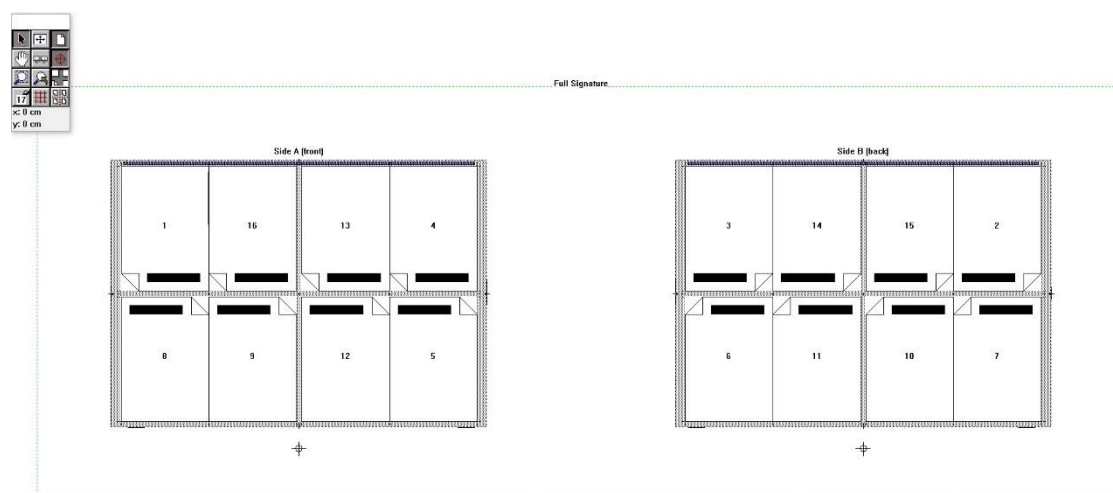 17
x: 0 cm
y: 0 cm
Full Signature
Side A (front)
1 16 13 4
8 9 12 5
Side B (back)
3 14 15 2
6 11 10 7